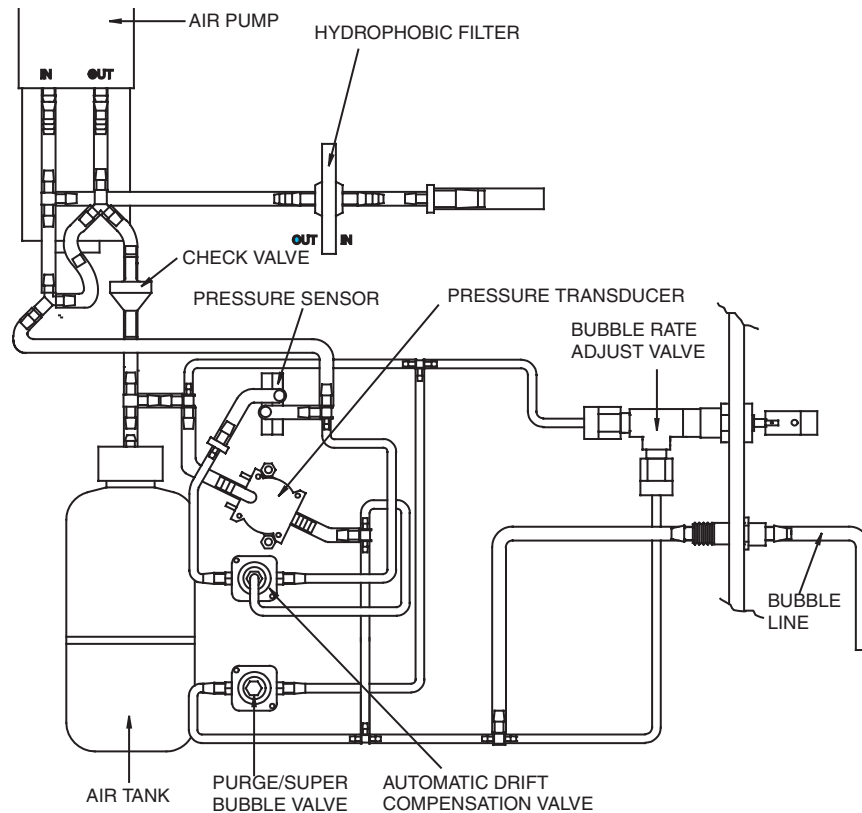 AIR PUMP
HYDROPHOBIC FILTER
IN OUT
OUT IN
CHECK VALVE
PRESSURE SENSOR
PRESSURE TRANSDUCER
BUBBLE RATE
ADJUST VALVE
BUBBLE
LINE
AIR TANK
PURGE/SUPER
BUBBLE VALVE
AUTOMATIC DRIFT
COMPENSATION VALVE